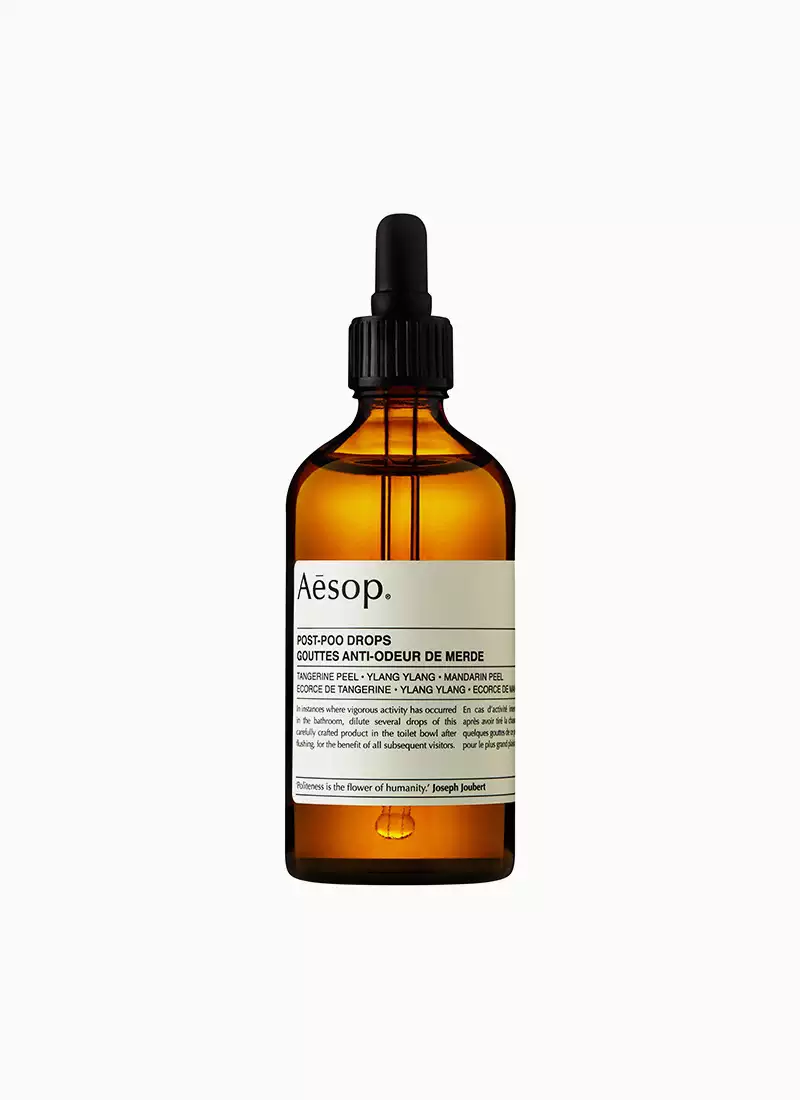 Aēsop.®
POST-POO DROPS
GOUTTES ANTI-ODEUR DE MERDE
TANGERINE PEEL • YLANG YLANG • MANDARIN PEEL
ECORCE DE TANGERINE • YLANG YLANG • ECORCE DE
In instances where vigorous activity has occurred
in the bathroom, dilute several drops of this
carefully crafted product in the toilet bowl after
flushing, for the benefit of all subsequent visitors.
En cas d'activité
après avoir tiré la
quelques gouttes de
pour le plus grand
'Politeness is the flower of humanity.' Joseph Joubert